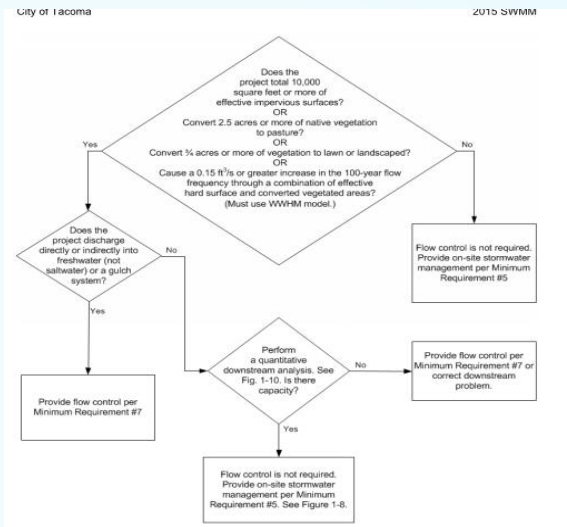 City of Tacoma
2015 SWMM
Does the
project total 10,000
square feet or more of
effective impervious surfaces?
OR
Convert 2.5 acres or more of native vegetation
to pasture?
OR
Convert ¾ acres or more of vegetation to lawn or landscaped?
OR
Cause a 0.15 ft³/s or greater increase in the 100-year flow
frequency through a combination of effective
hard surface and converted vegetated areas?
(Must use WWHM model.)
Yes
No
Does the
project discharge
directly or indirectly into
freshwater (not
saltwater) or a gulch
system?
No
Yes
Flow control is not required.
Provide on-site stormwater
management per Minimum
Requirement #5
Perform
a quantitative
downstream analysis. See
Fig. 1-10. Is there
capacity?
No
Yes
Provide flow control per
Minimum Requirement #7 or
correct downstream
problem.
Provide flow control per
Minimum Requirement #7
Flow control is not required.
Provide on-site stormwater
management per Minimum
Requirement #5. See Figure 1-8.